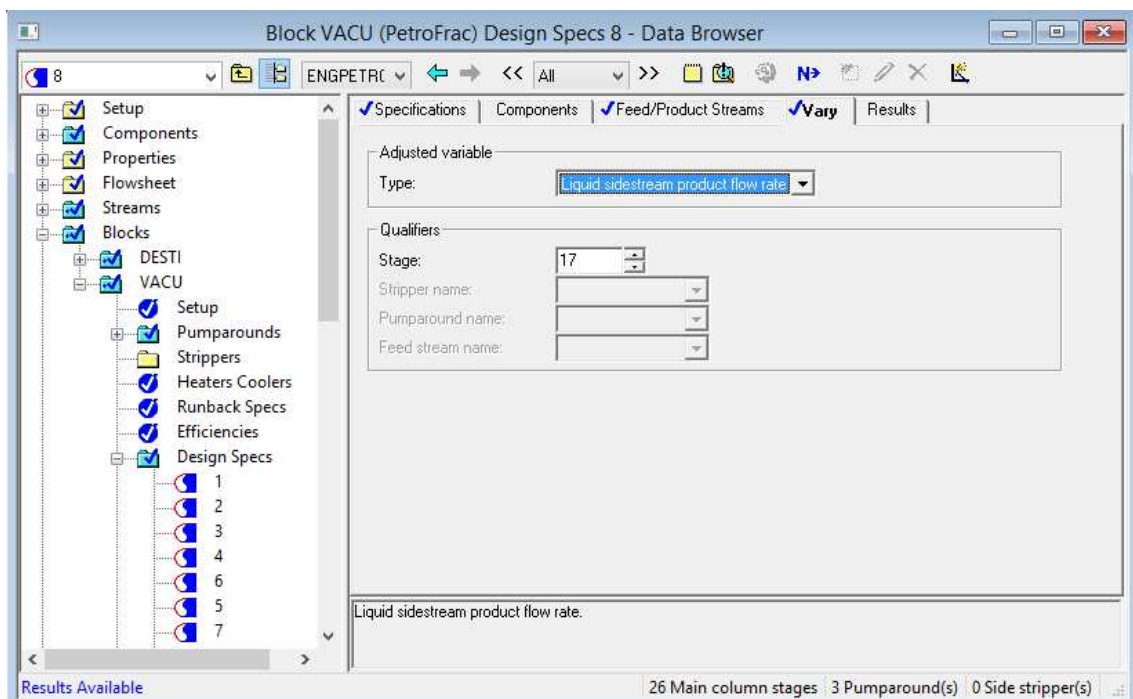 Block VACU (PetroFrac) Design Specs 8 - Data Browser
8
ENGPETRC
<<
All
>>
N
Setup
Components
Properties
Flowsheet
Streams
Blocks
DESTI
VACU
Setup
Pumparounds
Strippers
Heaters Coolers
Runback Specs
Efficiencies
Design Specs
1
2
3
4
6
5
7
Specifications
Components
Feed/Product Streams
Vary
Results
Adjusted variable
Type:
Liquid sidestream product flow rate
Qualifiers
Stage:
17
Stripper name:
Pumparound name:
Feed stream name:
Liquid sidestream product flow rate.
Results Available
26 Main column stages
3 Pumparound(s)
0 Side stripper(s)